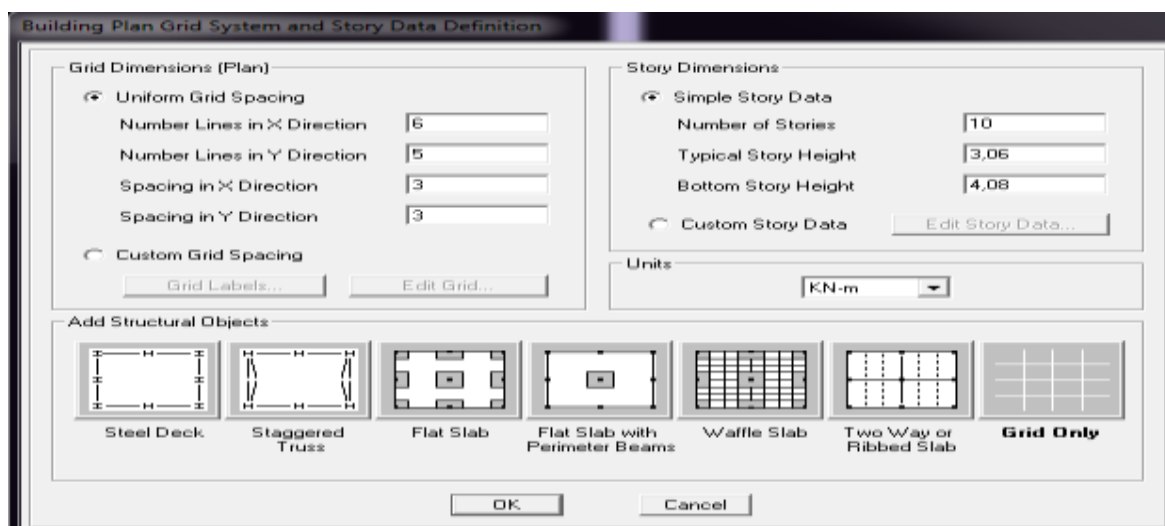 Building Plan Grid System and Story Data Definition
Grid Dimensions (Plan)
Uniform Grid Spacing
Number Lines in X Direction 6
Number Lines in Y Direction 5
Spacing in X Direction 3
Spacing in Y Direction 3
Custom Grid Spacing
Grid Labels... Edit Grid...
Story Dimensions
Simple Story Data
Number of Stories 10
Typical Story Height 3,06
Bottom Story Height 4,08
Custom Story Data Edit Story Data...
Units
KN-m
Add Structural Objects
Steel Deck
Staggered
Truss
Flat Slab
Flat Slab with
Perimeter Beams
Waffle Slab
Two Way or
Ribbed Slab
Grid Only
OK Cancel